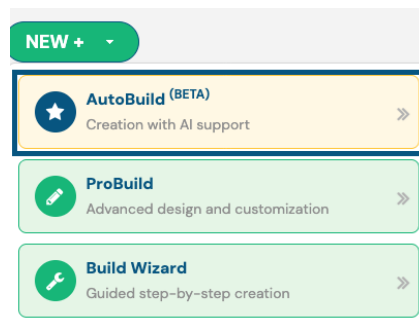 NEW +
AutoBuild (BETA)
Creation with AI support
ProBuild
Advanced design and customization
Build Wizard
Guided step-by-step creation